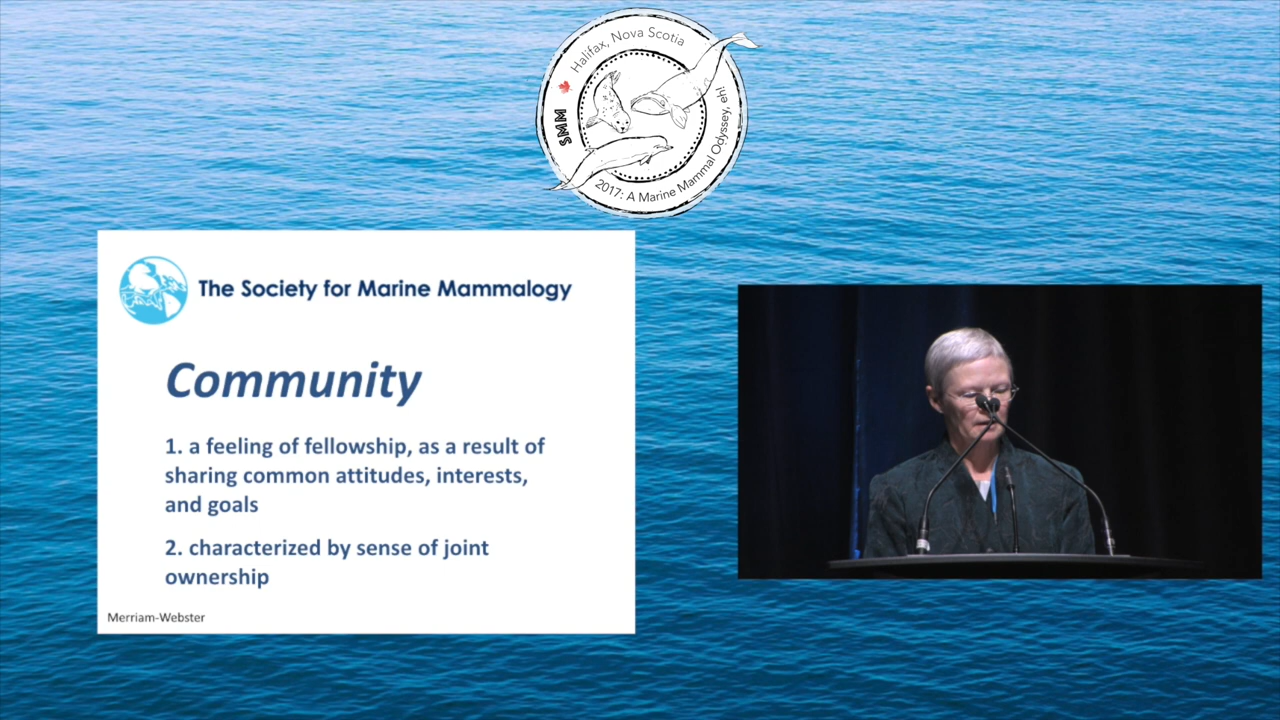 SMM Halifax, Nova Scotia
2017: A Marine Mammal Odyssey, eh!
The Society for Marine Mammalogy
Community
1. a feeling of fellowship, as a result of
sharing common attitudes, interests,
and goals
2. characterized by sense of joint
ownership
Merriam-Webster